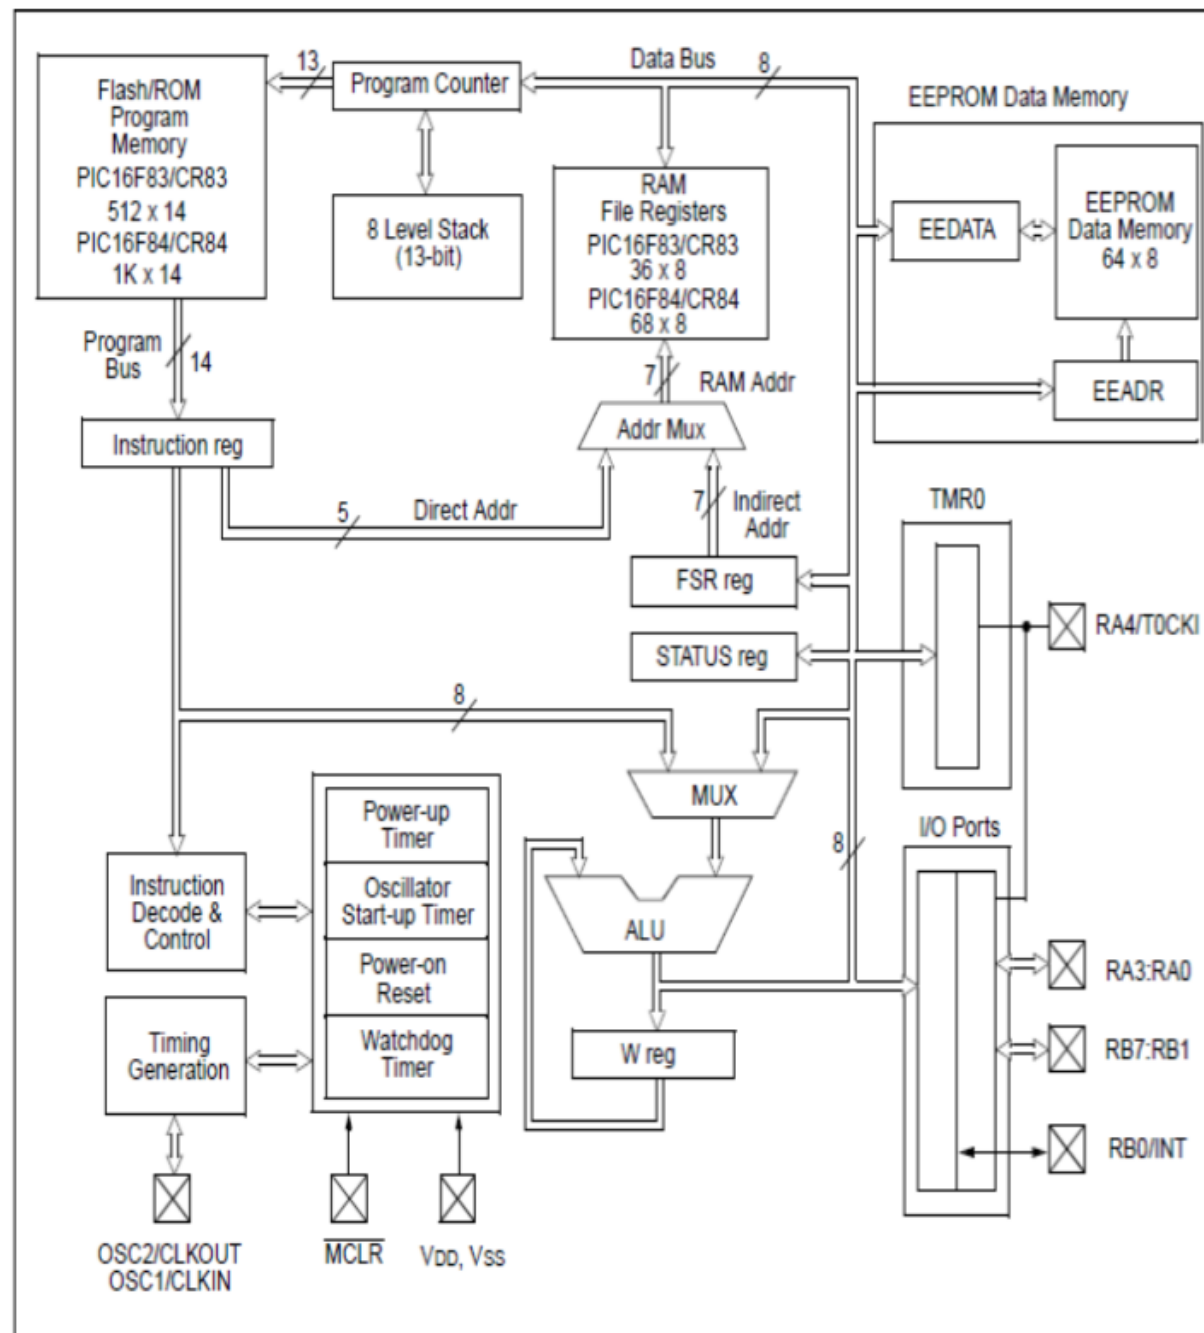 13
Data Bus
8
Program Counter
Flash/ROM
Program
Memory
PIC16F83/CR83
512 x 14
PIC16F84/CR84
1K x 14
8 Level Stack
(13-bit)
RAM
File Registers
PIC16F83/CR83
36 x 8
PIC16F84/CR84
68 x 8
EEPROM Data Memory
EEDATA
EEPROM
Data Memory
64 x 8
EEADR
Program
Bus
14
7
RAM Addr
Addr Mux
Instruction reg
5
Direct Addr
7
Indirect
Addr
FSR reg
STATUS reg
TMR0
RA4/T0CKI
8
MUX
8
I/O Ports
Power-up
Timer
Oscillator
Start-up Timer
Power-on
Reset
Watchdog
Timer
Instruction
Decode &
Control
Timing
Generation
ALU
W reg
RA3:RA0
RB7:RB1
RB0/INT
OSC2/CLKOUT
OSC1/CLKIN
MCLR
VDD, VSS